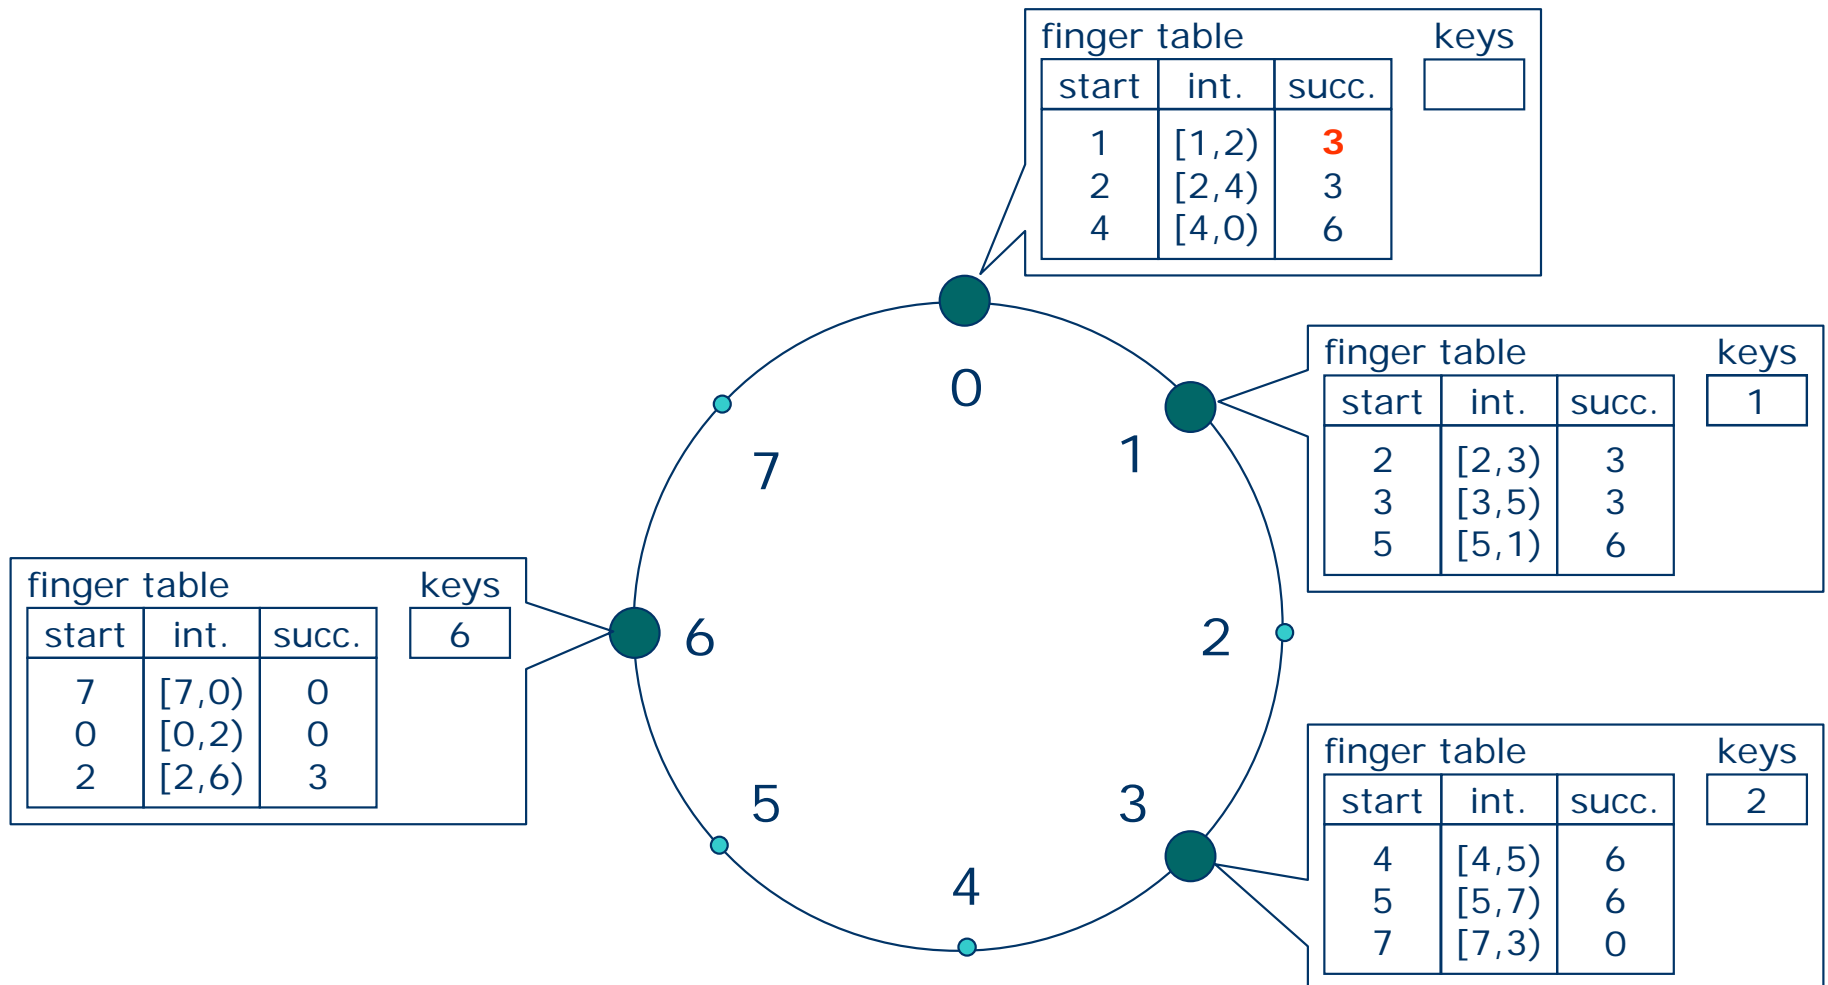 finger table keys
start int. succ.
1 [1,2) 3
2 [2,4) 3
4 [4,0) 6
0
finger table keys
start int. succ. 1
2 [2,3) 3
3 [3,5) 3
5 [5,1) 6
1
7
2
6
finger table keys
start int. succ. 6
7 [7,0) 0
0 [0,2) 0
2 [2,6) 3
5
3
4
finger table keys
start int. succ. 2
4 [4,5) 6
5 [5,7) 6
7 [7,3) 0